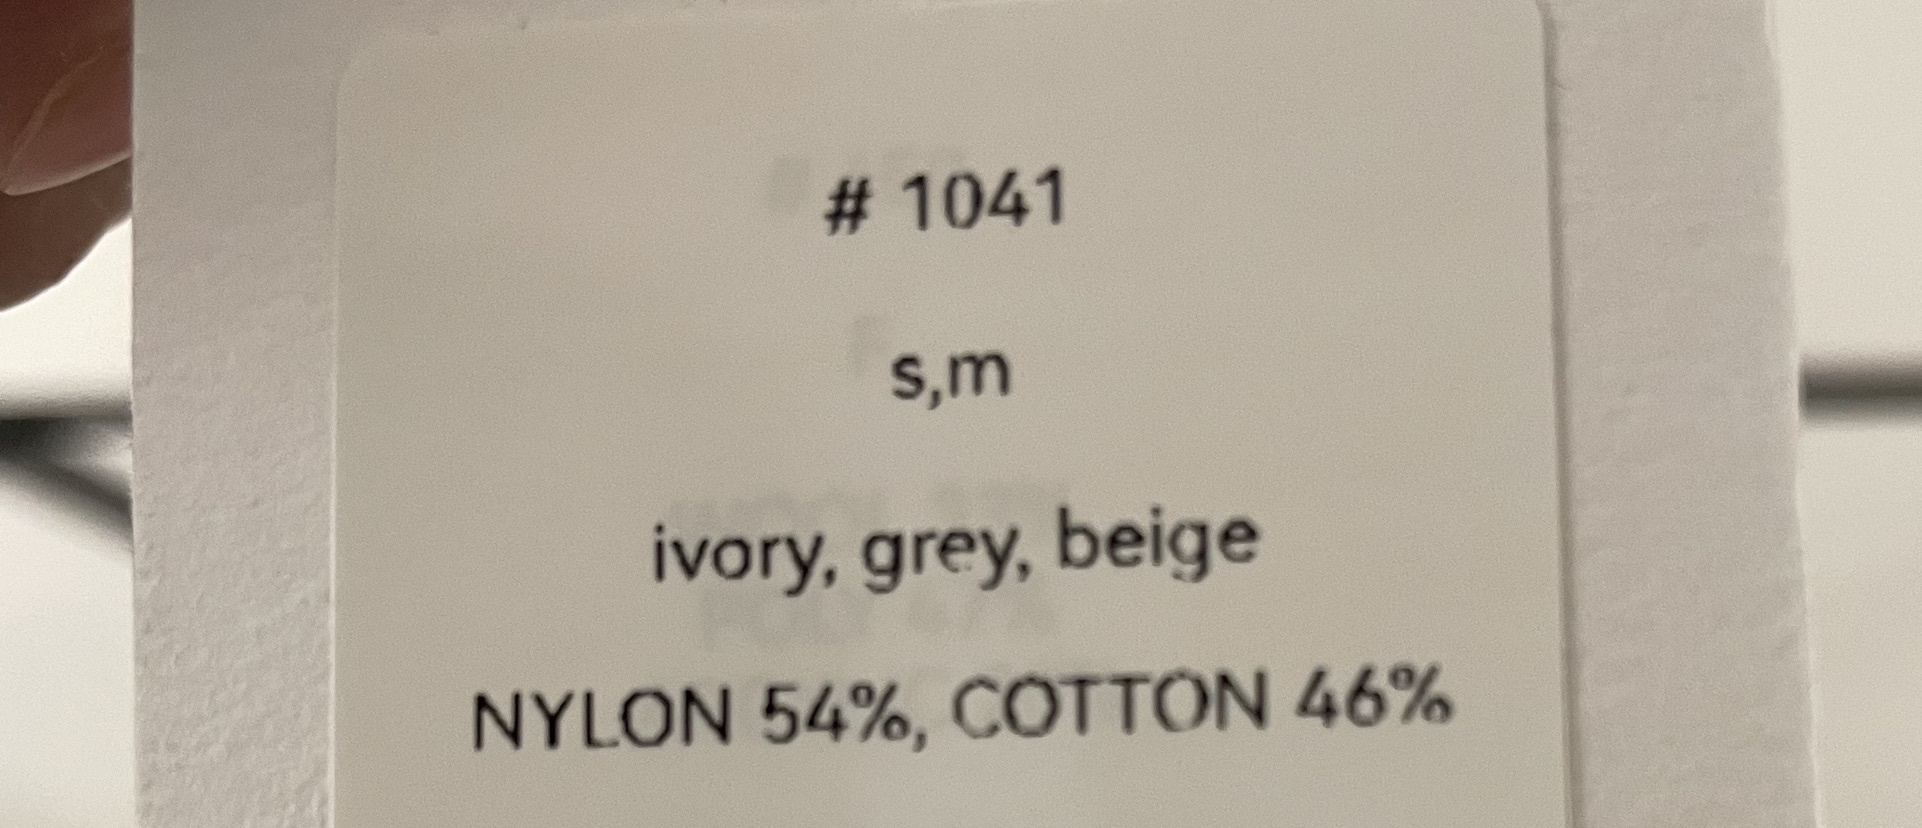 # 1041
s,m
ivory, grey, beige
NYLON 54%, COTTON 46%